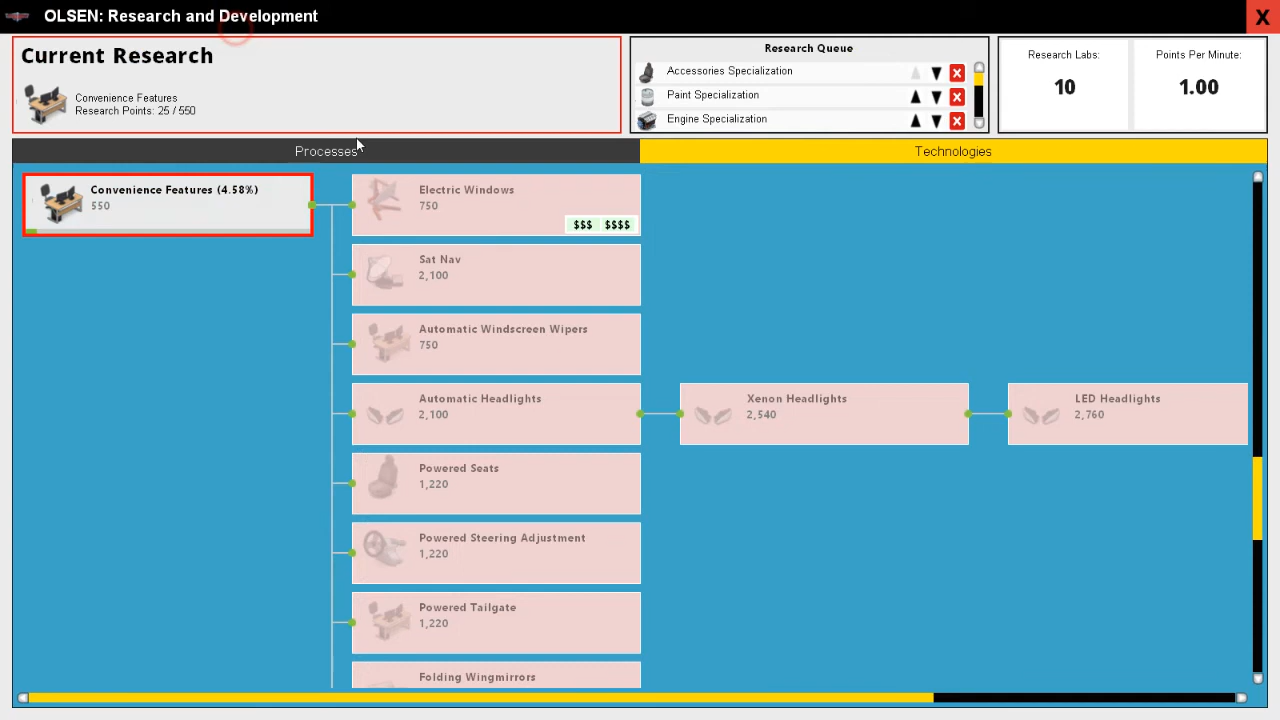 OLSEN: Research and Development
X
Current Research
Convenience Features
Research Points: 25 / 550
Research Queue
Accessories Specialization
Paint Specialization
Engine Specialization
Research Labs:
10
Points Per Minute:
1.00
Processes
Technologies
Convenience Features (4.58%)
550
Electric Windows
750
$$$ $$$$
Sat Nav
2,100
Automatic Windscreen Wipers
750
Automatic Headlights
2,100
Xenon Headlights
2,540
LED Headlights
2,760
Powered Seats
1,220
Powered Steering Adjustment
1,220
Powered Tailgate
1,220
Folding Wingmirrors